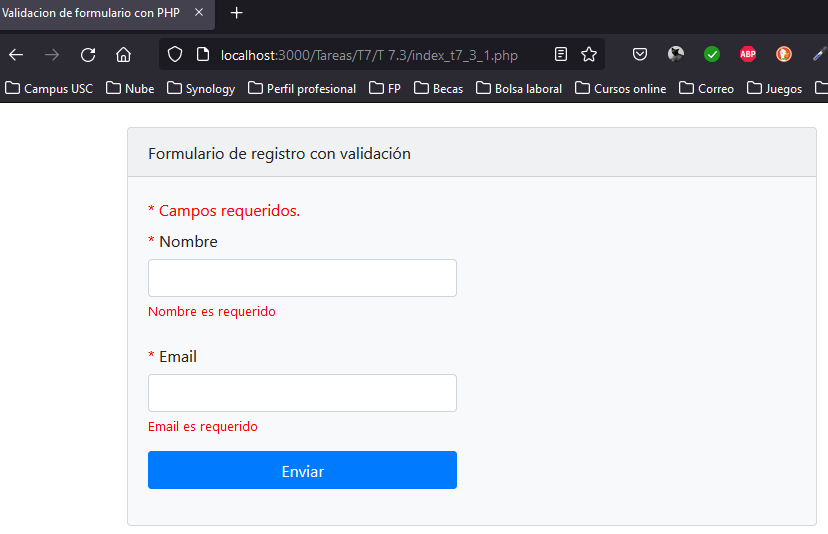 Validacion de formulario con PHP
localhost:3000/Tareas/T7/T 7.3/index_t7_3_1.php
ABP
Campus USC Nube Synology Perfil profesional FP Becas Bolsa laboral Cursos online Correo Juegos
Formulario de registro con validación
* Campos requeridos.
* Nombre
Nombre es requerido
* Email
Email es requerido
Enviar